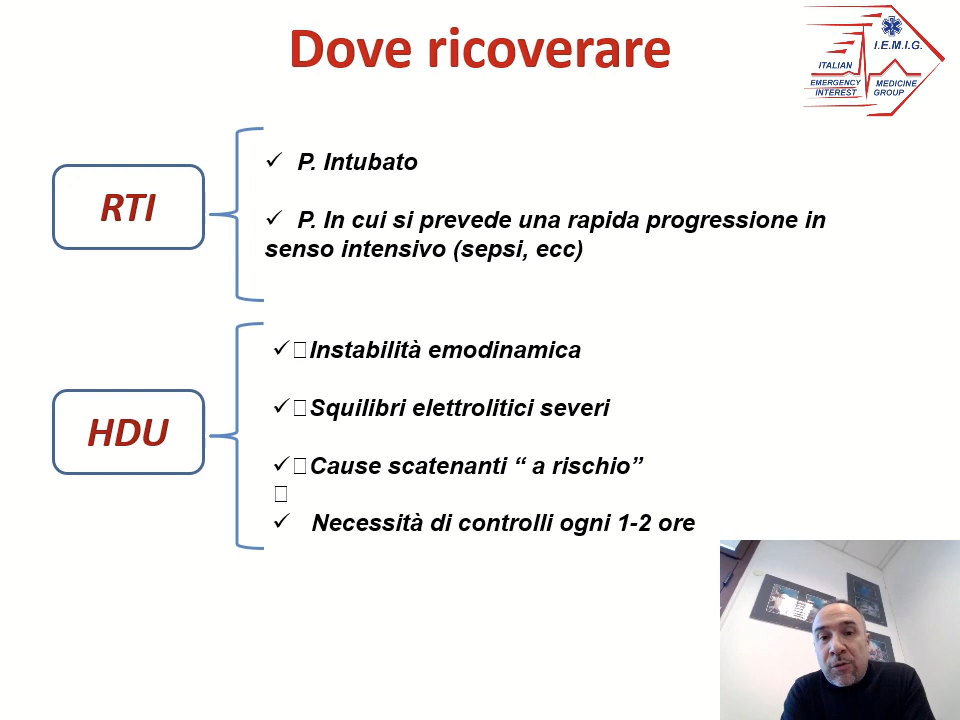 Dove ricoverare
I.E.M.I.G.
ITALIAN
EMERGENCY
INTEREST
MEDICINE
GROUP
RTI
✓ P. Intubato
✓ P. In cui si prevede una rapida progressione in
senso intensivo (sepsi, ecc)
HDU
✓ Instabilità emodinamica
✓ Squilibri elettrolitici severi
✓ Cause scatenanti “ a rischio”
✓ Necessità di controlli ogni 1-2 ore